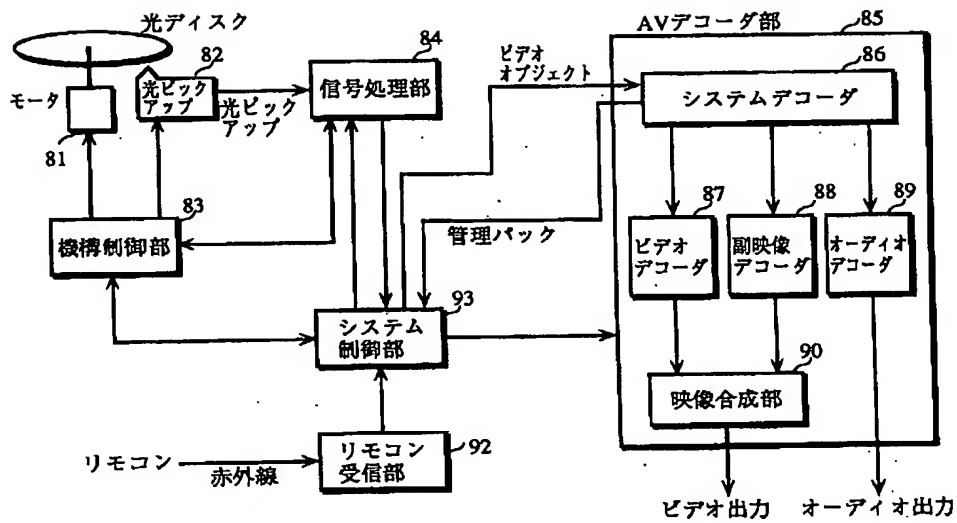 光ディスク
モータ
81
光ピック
アップ
82
光ピック
アップ
84
信号処理部
ビデオ
オブジェクト
AVデコーダ部
85
86
システムデコーダ
83
機構制御部
管理パック
87
ビデオ
デコーダ
88
副映像
デコーダ
89
オーディオ
デコーダ
93
システム
制御部
90
映像合成部
リモコン
赤外線
リモコン
受信部
92
ビデオ出力
オーディオ出力